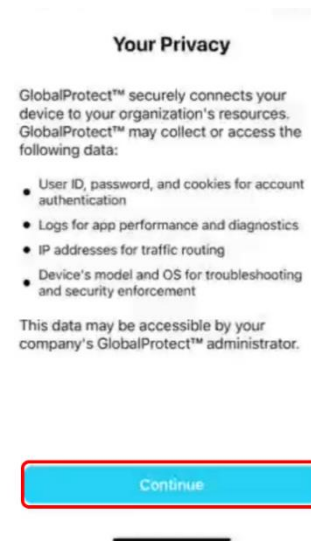 Your Privacy
GlobalProtect™ securely connects your
device to your organization's resources.
GlobalProtect™ may collect or access the
following data:
• User ID, password, and cookies for account
authentication
• Logs for app performance and diagnostics
• IP addresses for traffic routing
• Device's model and OS for troubleshooting
and security enforcement
This data may be accessible by your
company's GlobalProtect™ administrator.
Continue